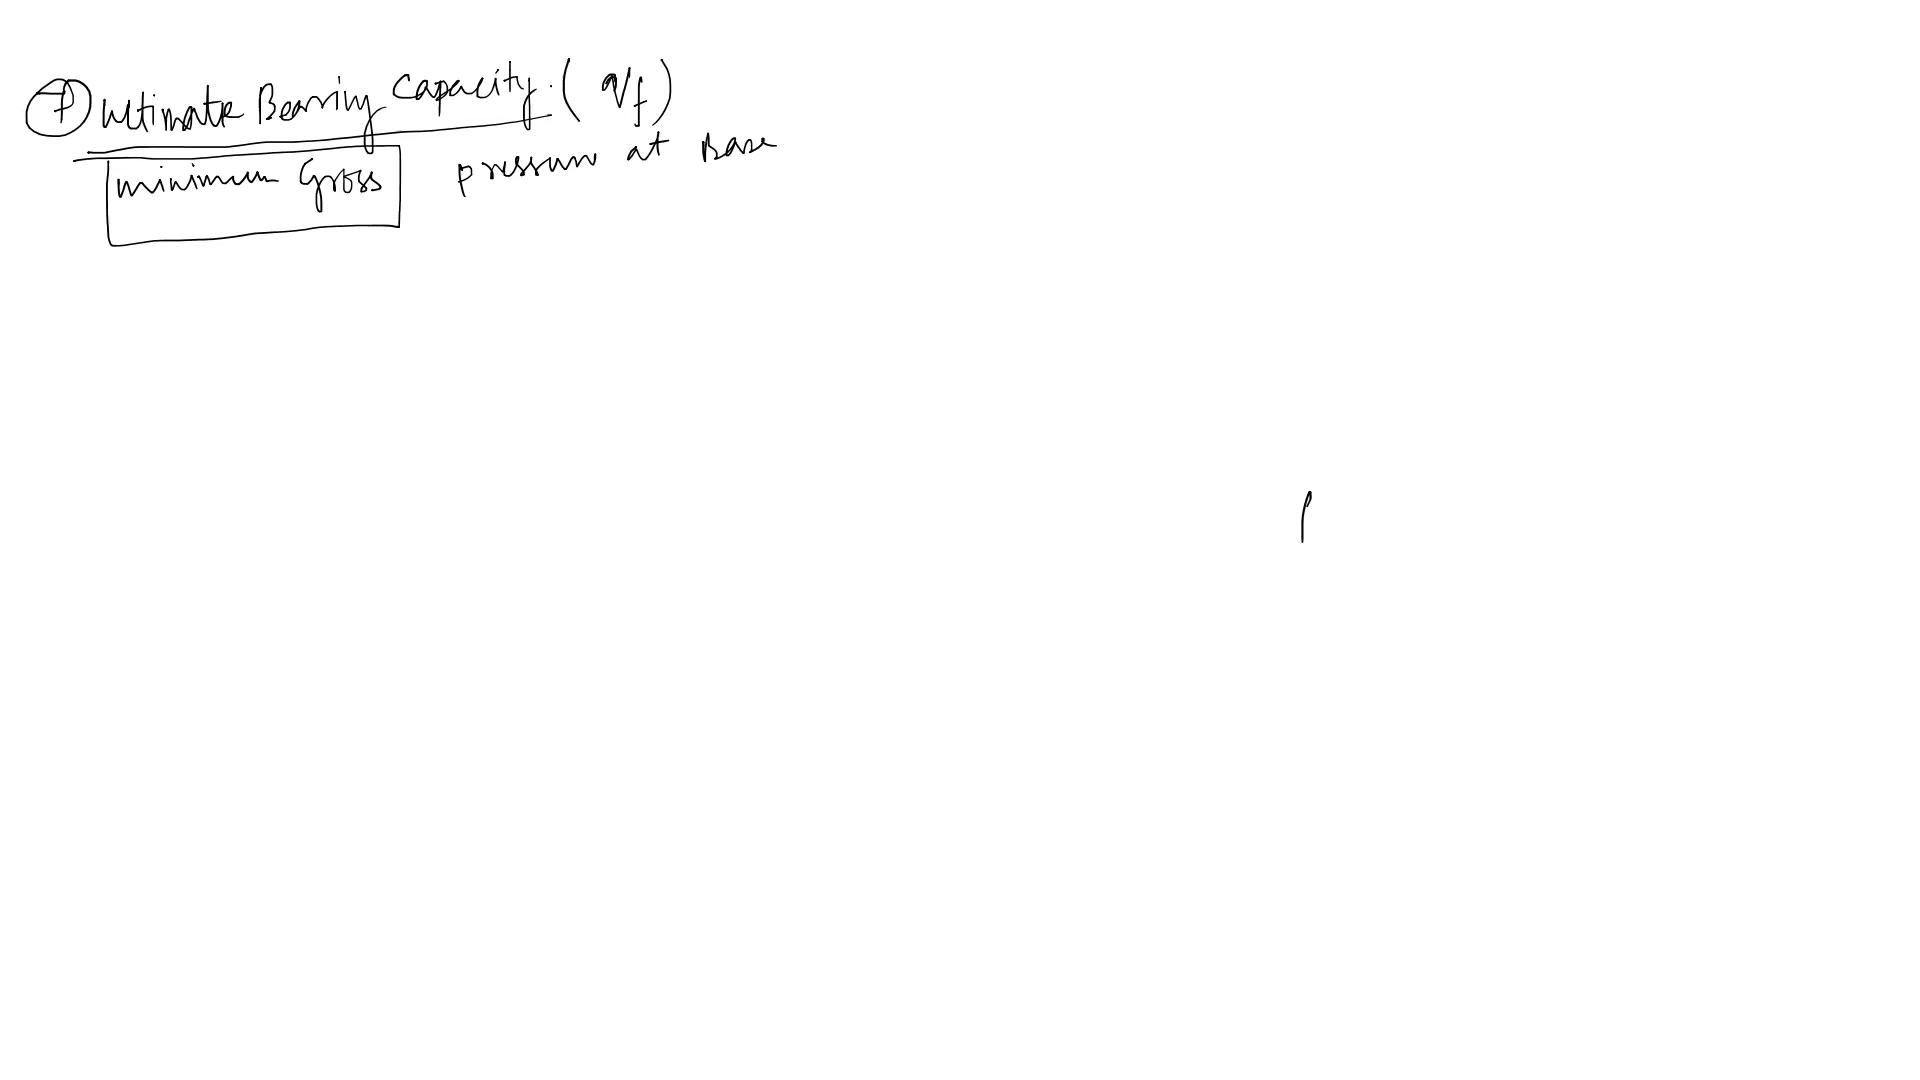 ⑦ Ultimate Bearing Capacity. (qf)
minimum Gross pressure at Base